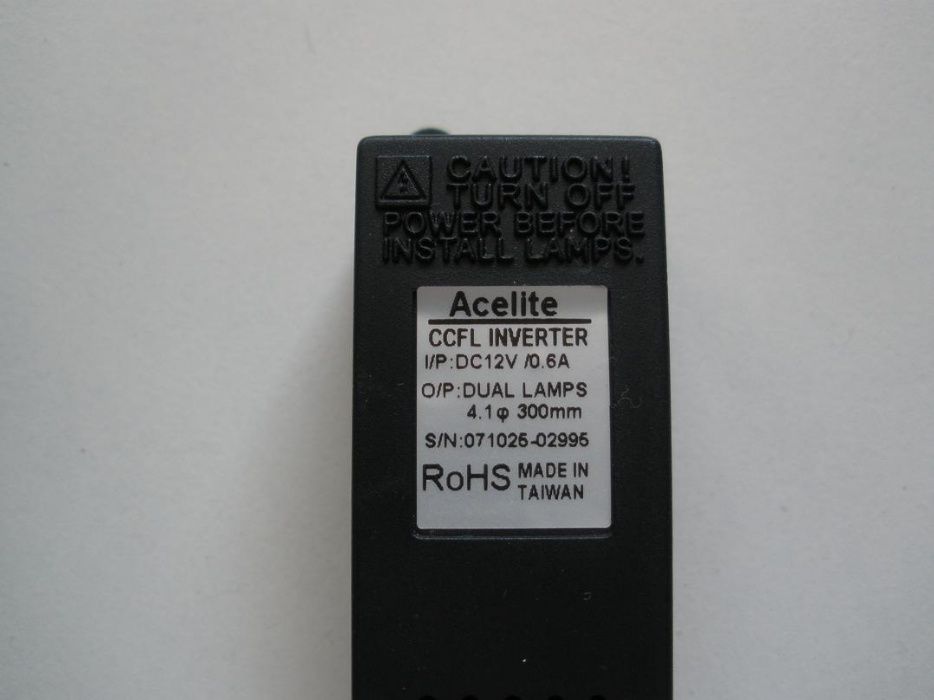 CAUTION!
TURN OFF
POWER BEFORE
INSTALL LAMPS.
Acelite
CCFL INVERTER
I/P:DC12V /0.6A
O/P:DUAL LAMPS
4.1φ 300mm
S/N:071025-02995
RoHS MADE IN
TAIWAN